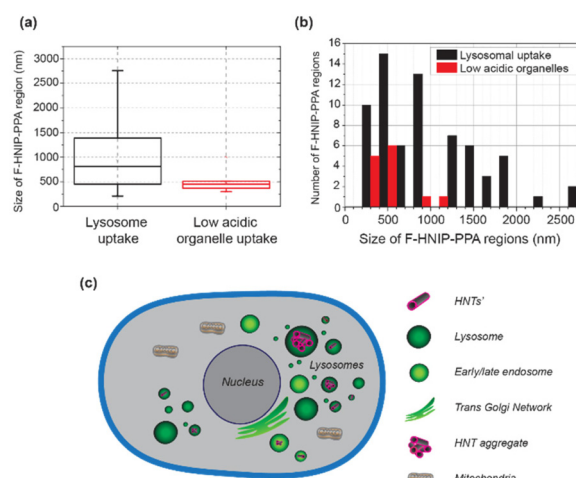 (a)
Size of F-HNIP-PPA region (nm)
3000
2500
2000
1500
1000
500
0
Lysosome uptake
Low acidic organelle uptake
(b)
Number of F-HNIP-PPA regions
16
14
12
10
8
6
4
2
0
Lysosomal uptake
Low acidic organelles
0
500
1000
1500
2000
2500
Size of F-HNIP-PPA regions (nm)
(c)
Nucleus
Lysosomes
HNTs'
Lysosome
Early/late endosome
Trans Golgi Network
HNT aggregate
Mitochondria